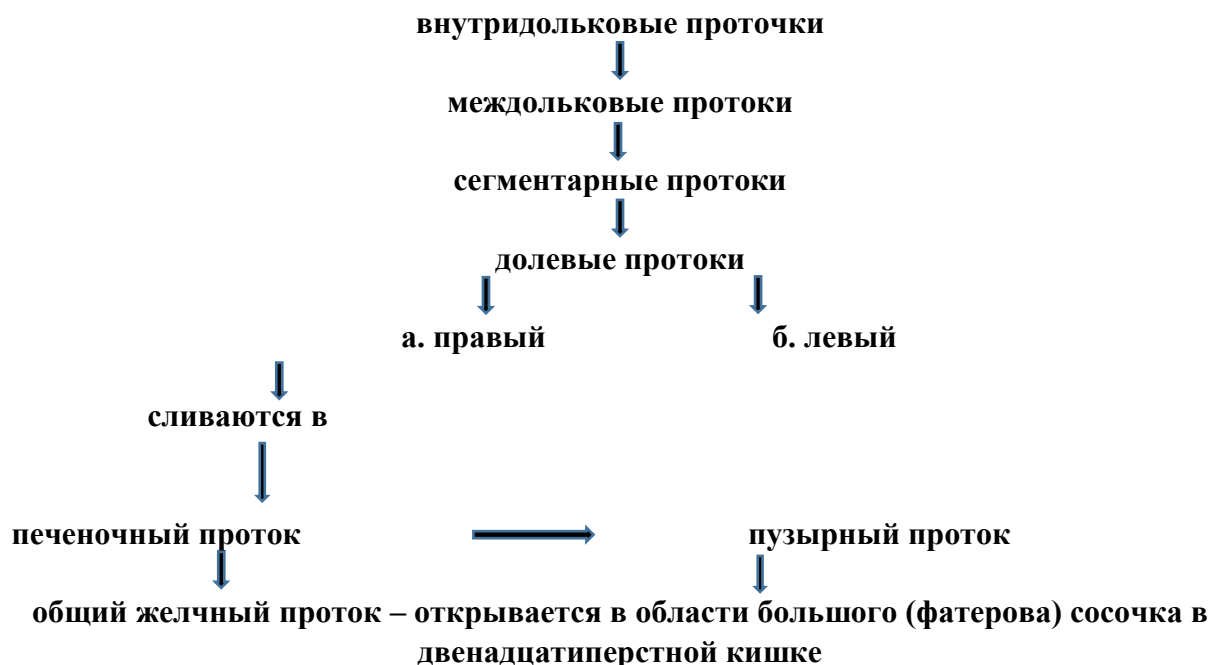 внутридольковые проточки
междольковые протоки
сегментарные протоки
долевые протоки
а. правый б. левый
сливаются в
печеночный проток пузырный проток
общий желчный проток – открывается в области большого (фатерова) сосочка в
двенадцатиперстной кишке